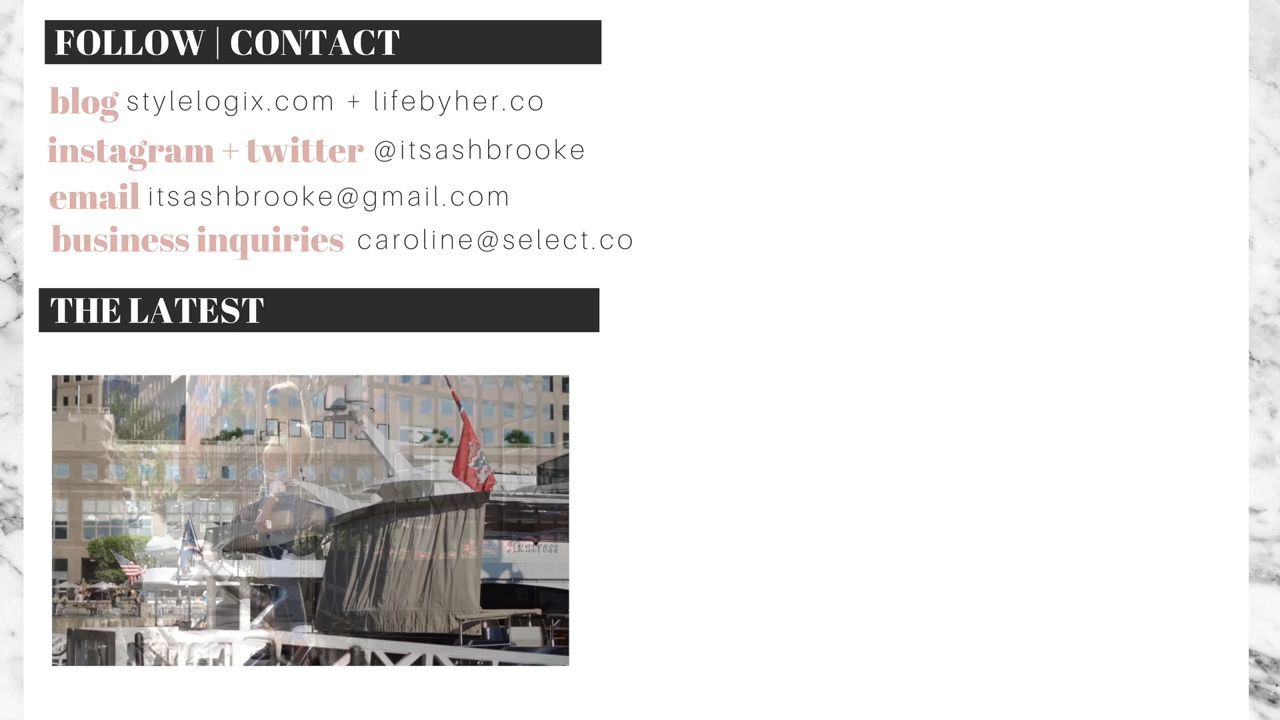 FOLLOW | CONTACT
blog stylelogix.com + lifebyher.co
instagram + twitter @itsashbrooke
email itsashbrooke@gmail.com
business inquiries caroline@select.co
THE LATEST
Huntress